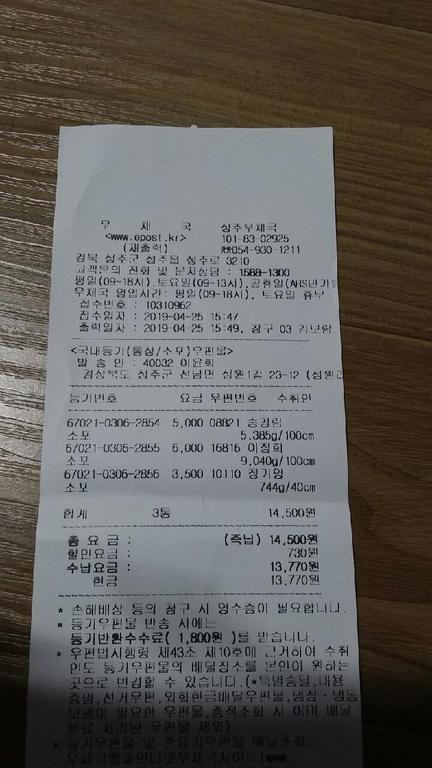 우 체 국 성주우체국
<www.epost.kr> 101-83-02925
(재출력) ☎054-930-1211
경북 성주군 성주읍 성주로 3210
고객문의 전화 및 문자상담 : 1588-1300
평일(09~18시), 토요일(09~13시), 공휴일(ARS만가능
우체국 영업시간: 평일(09~18시), 토요일 휴무
접수번호 : 10310962
접수일자 : 2019-04-25 15:47
출력일자 : 2019-04-25 15:49, 창구 03 김보람
<국내등기(통상/소포)우편물>
발 송 인 : 40032 이윤희
경상북도 성주군 선남면 성원1길 23-12 (성원리
등기번호 요금 우편번호 수취인
67021-0306-2854 5,000 08821 송경림
소포 5,385g/100cm
67021-0306-2855 6,000 16816 이정희
소포 9,040g/100cm
67021-0306-2856 3,500 10110 정기영
소포 744g/40cm
합계 3통 14,500원
총 요 금 : (즉납) 14,500원
할인요금 : 730원
수납요금 : 13,770원
현금 13,770원
* 손해배상 등의 청구 시 영수증이 필요합니다.
* 등기우편물 반송 시에는
등기반환수수료( 1,800원 )를 받습니다.
* 우편법시행령 제43조 제10호에 근거하여 수취
인도 등기우편물의 배달장소를 본인이 원하는
곳으로 변경할 수 있습니다.(*특별송달,내용
증명,선거우편,외화현금배달우편물,냉장·냉동
보관이 필요한 우편물,종적조회 시 이미 배달
완료 처리된 우편물 제외)
* 등기우편물 및 준등기우편물 배달조회는
우체국앱과인터넷우체국사이트(www.